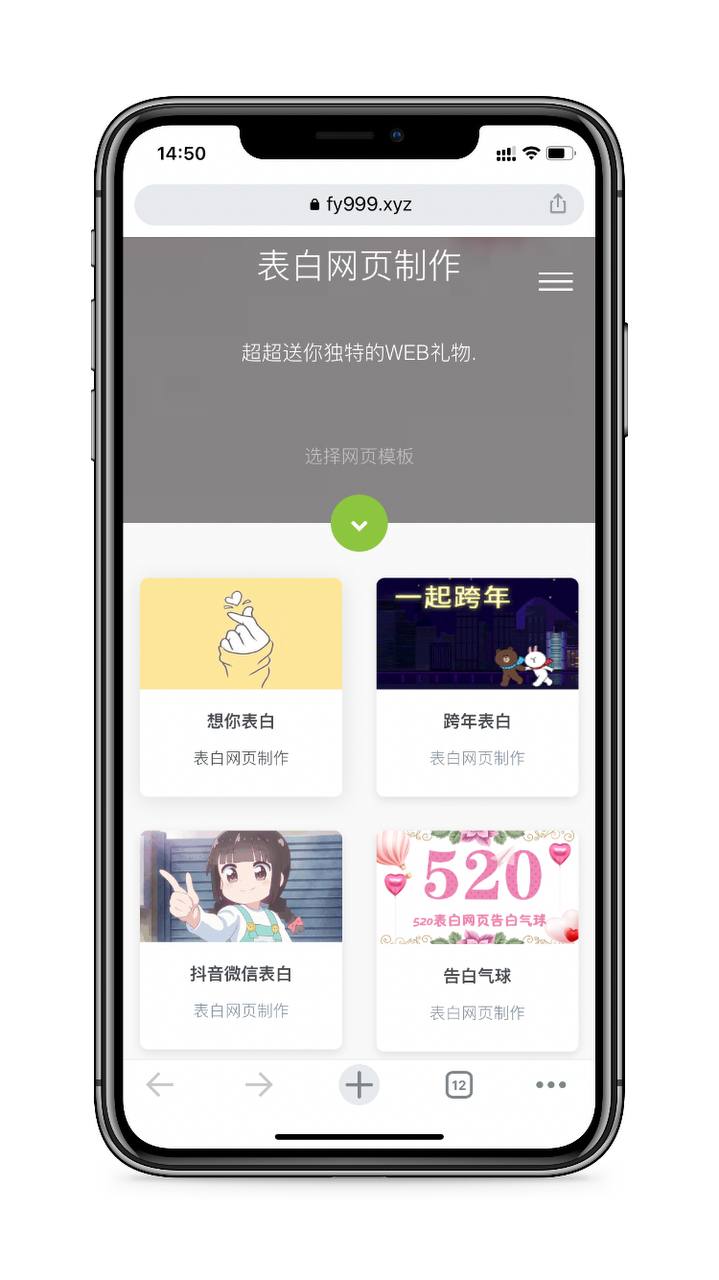 14:50
fy999.xyz
表白网页制作
超超送你独特的WEB礼物.
选择网页模板
一起跨年
想你表白
表白网页制作
跨年表白
表白网页制作
520
520表白网页告白气球
抖音微信表白
表白网页制作
告白气球
表白网页制作
12